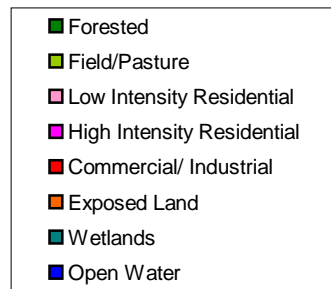 Forested
Field/Pasture
Low Intensity Residential
High Intensity Residential
Commercial/ Industrial
Exposed Land
Wetlands
Open Water